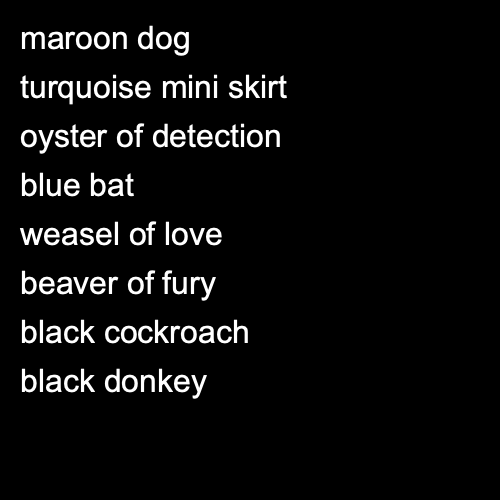 maroon dog
turquoise mini skirt
oyster of detection
blue bat
weasel of love
beaver of fury
black cockroach
black donkey